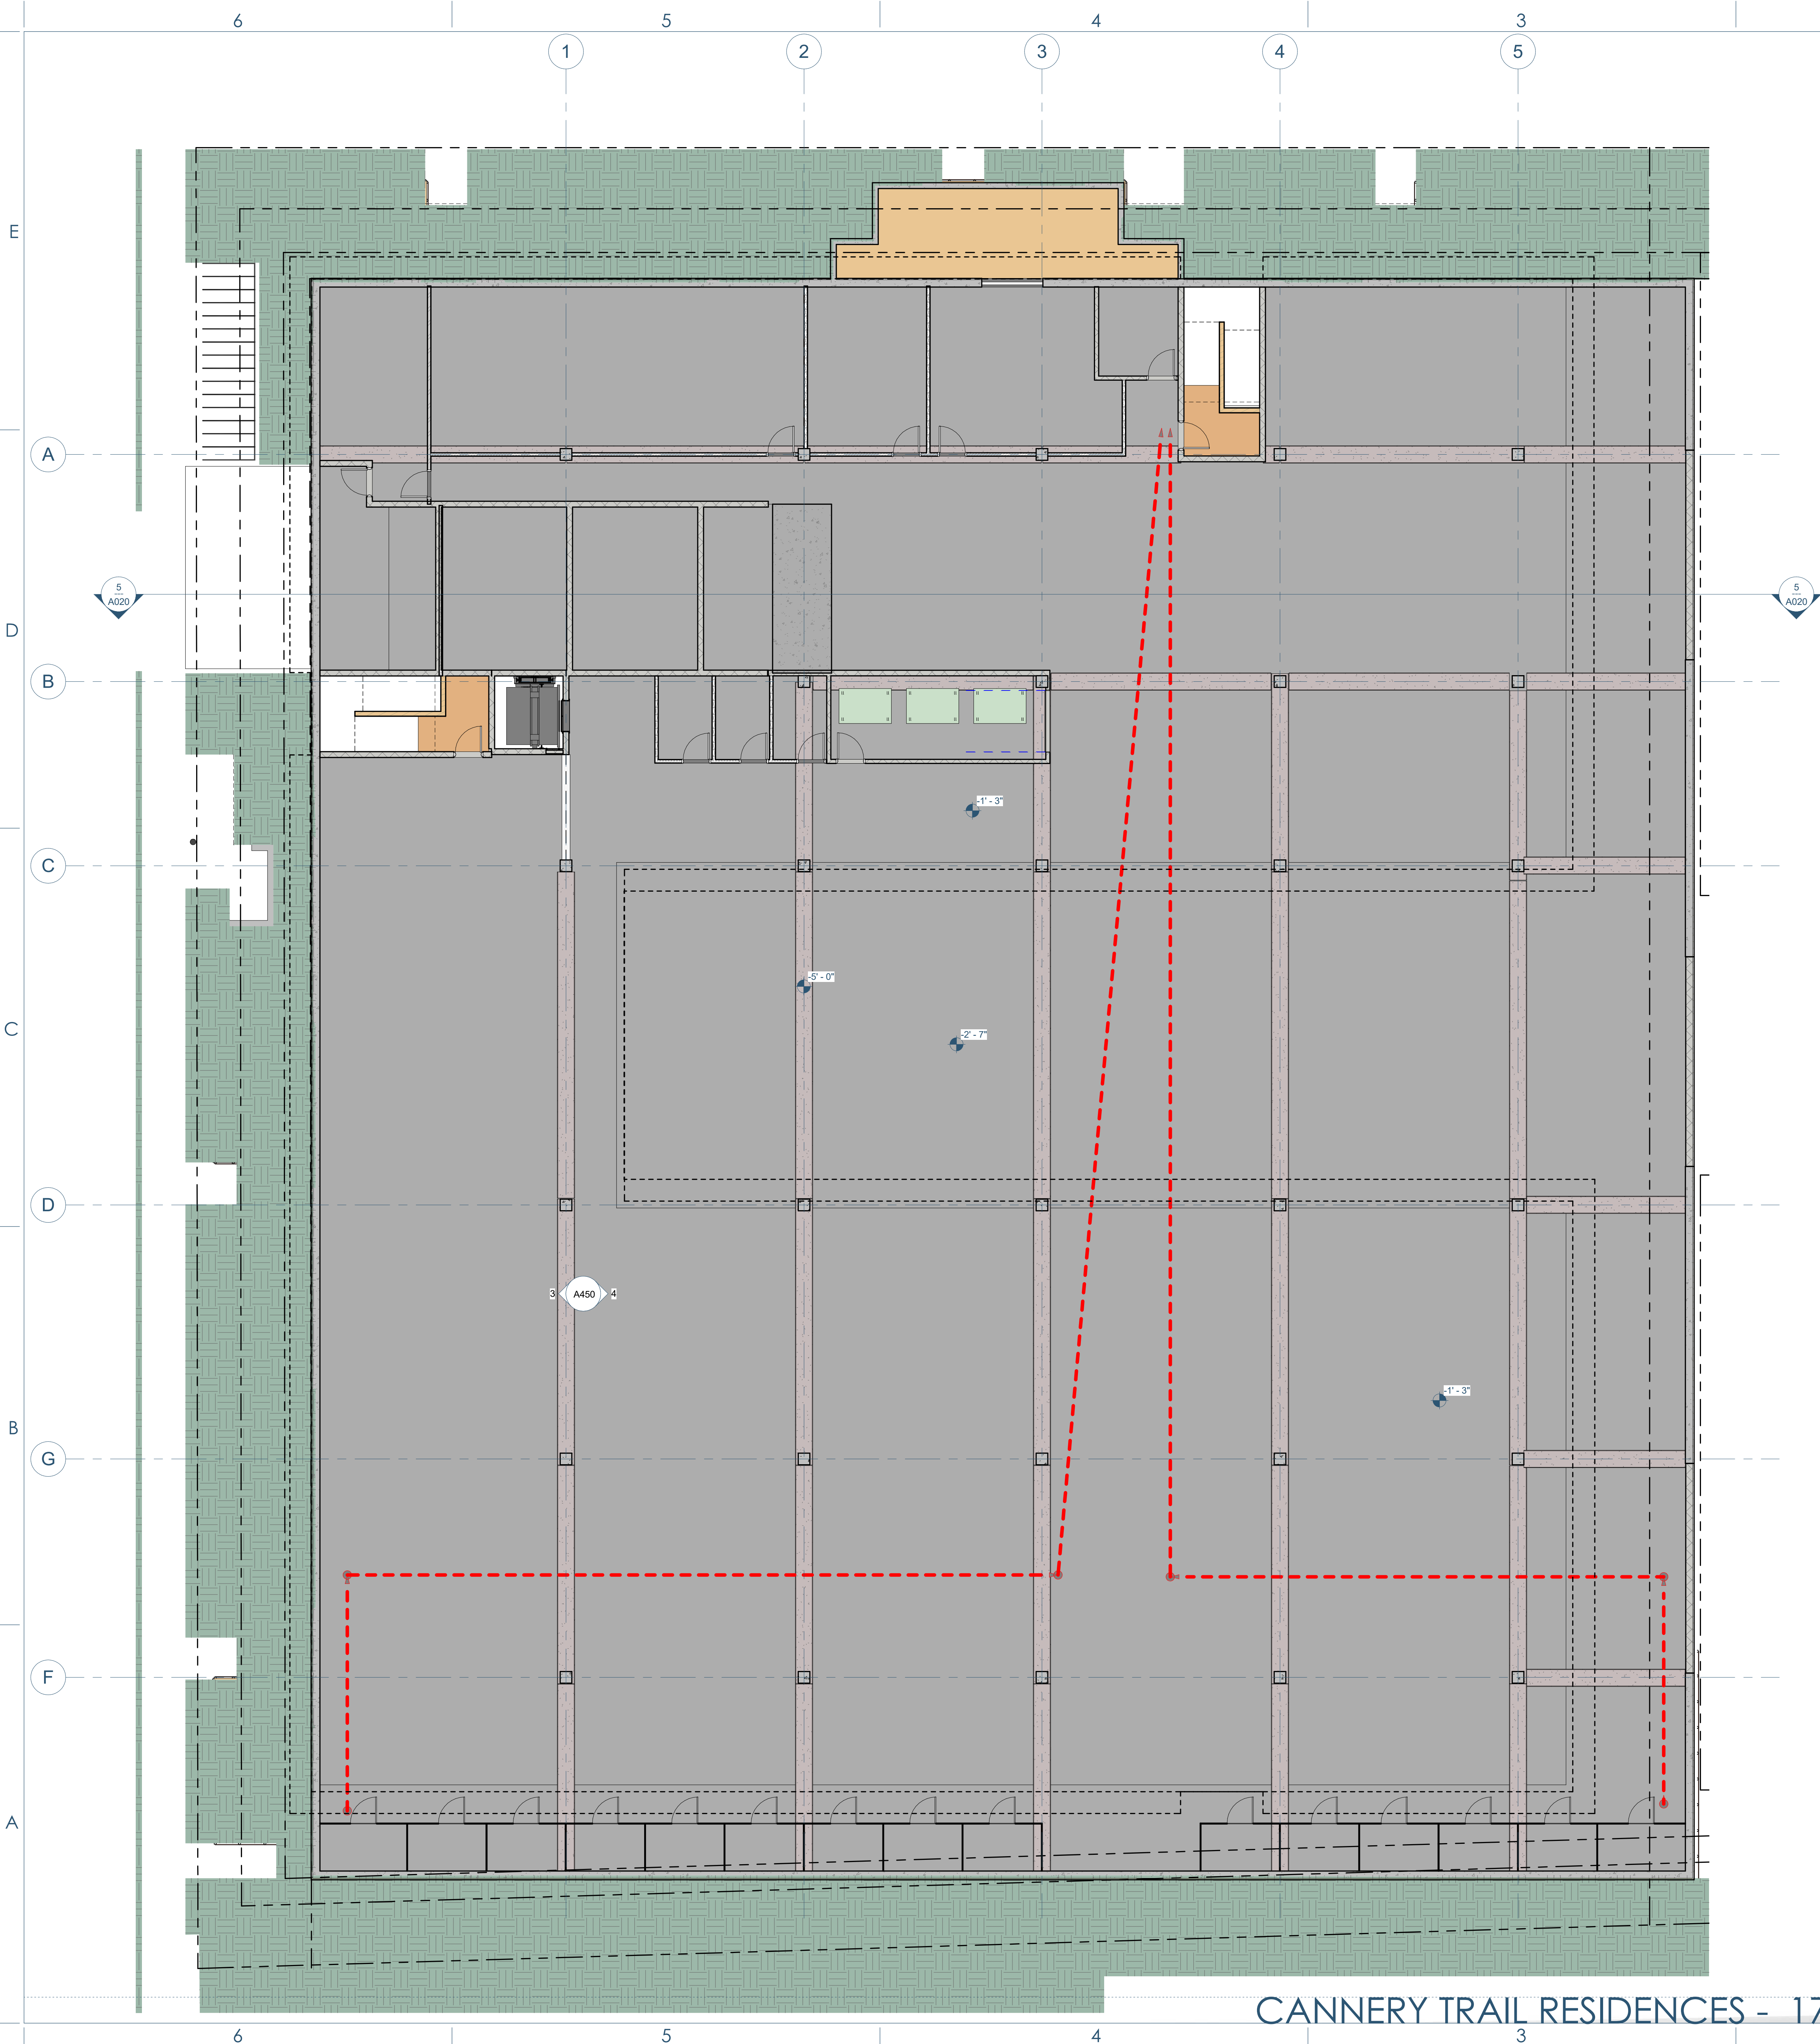 6 5 4 3
1 2 3 4 5
E
A
5
A020
5
A020
D
B
-1' - 3"
C
-5' - 0"
C
-2' - 7"
D
3 A450 4
-1' - 3"
B
G
F
A
CANNERY TRAIL RESIDENCES - 17
6 5 4 3